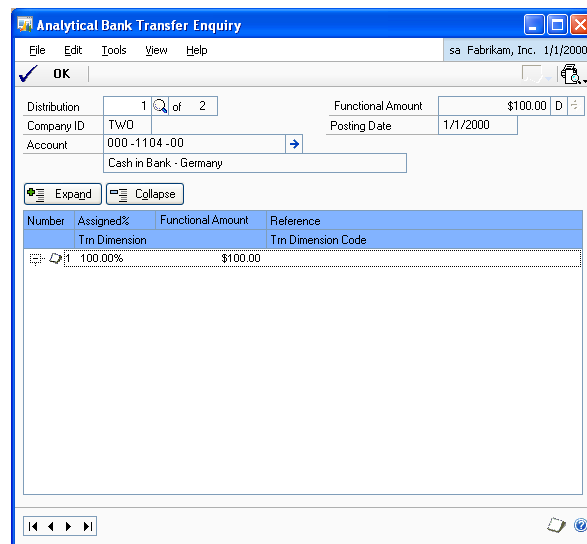 Analytical Bank Transfer Enquiry
File Edit Tools View Help sa Fabrikam, Inc. 1/1/2000
OK
Distribution 1 of 2 Functional Amount $100.00 D
Company ID TWO Posting Date 1/1/2000
Account 000 -1104 -00
Cash in Bank - Germany
Expand Collapse
Number Assigned% Functional Amount Reference
Trn Dimension Trn Dimension Code
1 100.00% $100.00